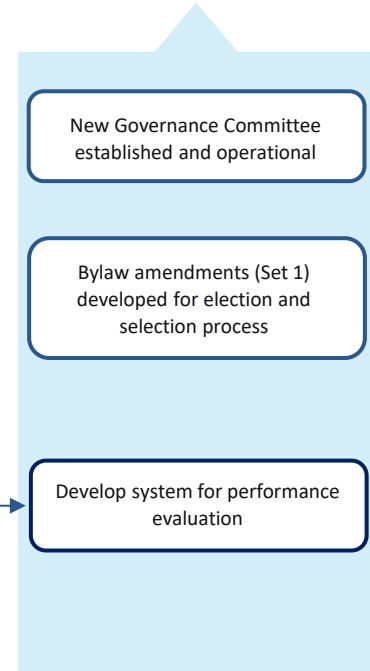 New Governance Committee
established and operational
Bylaw amendments (Set 1)
developed for election and
selection process
Develop system for performance
evaluation